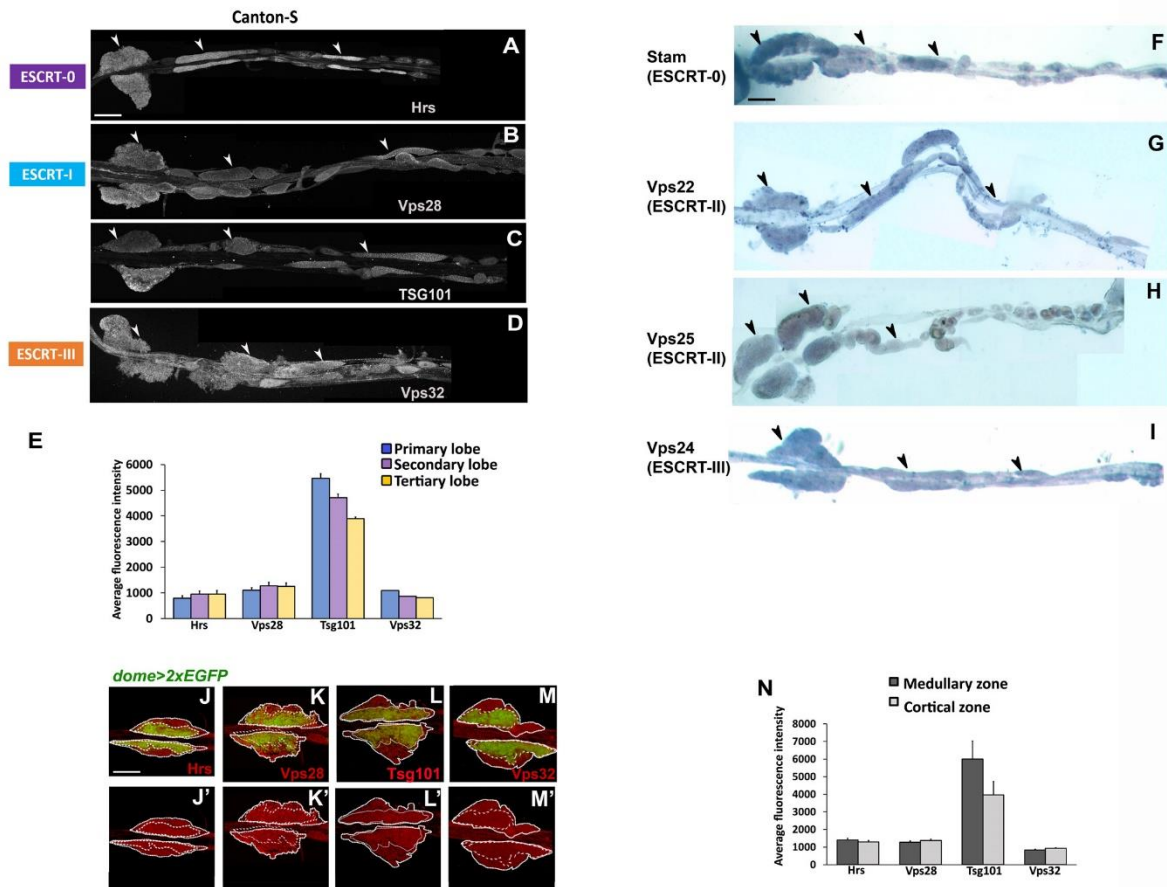 Canton-S
A
ESCRT-0
Hrs
B
ESCRT-I
Vps28
C
TSG101
D
ESCRT-III
Vps32
E
Primary lobe
Secondary lobe
Tertiary lobe
Average fluorescence intensity
6000
5000
4000
3000
2000
1000
0
Hrs Vps28 Tsg101 Vps32
F
Stam
(ESCRT-0)
G
Vps22
(ESCRT-II)
H
Vps25
(ESCRT-II)
I
Vps24
(ESCRT-III)
dome>2xEGFP
J K L M
Hrs Vps28 Tsg101 Vps32
J' K' L' M'
N
Medullary zone
Cortical zone
Average fluorescence intensity
8000
7000
6000
5000
4000
3000
2000
1000
0
Hrs Vps28 Tsg101 Vps32